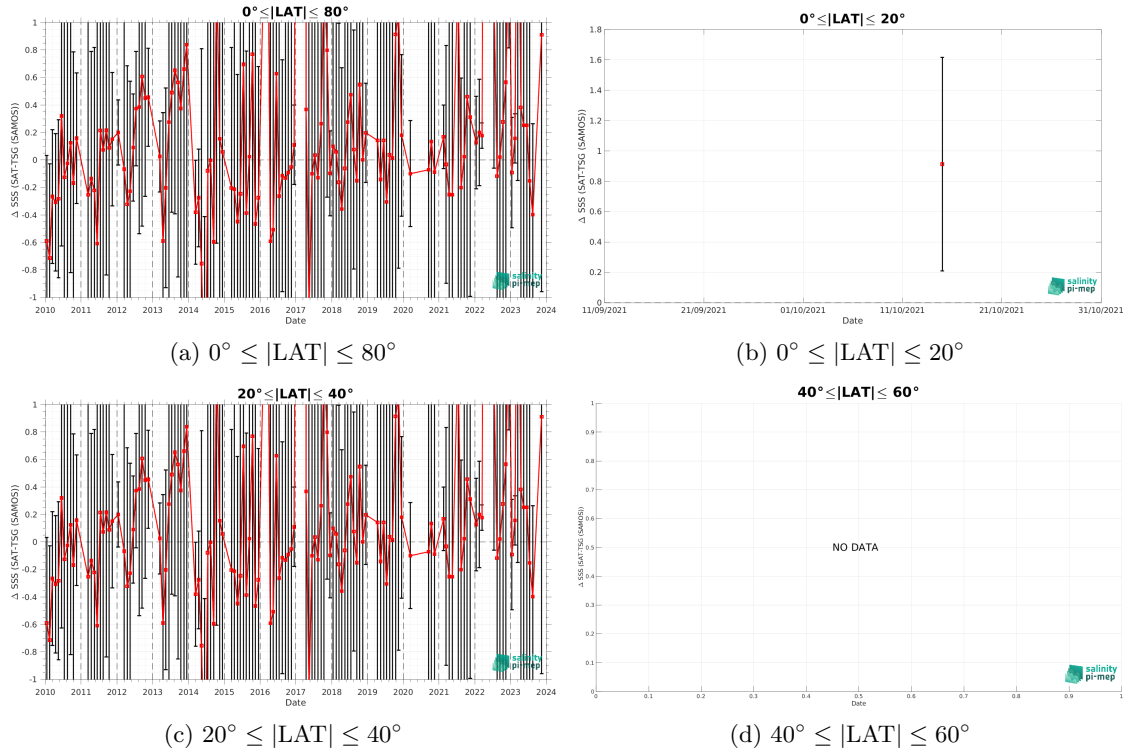 0°≤|LAT|≤ 80°
Δ SSS (SAT-TSG (SAMOS))
1
0.8
0.6
0.4
0.2
0
-0.2
-0.4
-0.6
-0.8
-1
2010 2011 2012 2013 2014 2015 2016 2017 2018 2019 2020 2021 2022 2023 2024
Date
salinity
pi-mep
(a) 0° ≤ |LAT| ≤ 80°
0°≤|LAT|≤ 20°
Δ SSS (SAT-TSG (SAMOS))
1.8
1.6
1.4
1.2
1
0.8
0.6
0.4
0.2
0
11/09/2021 21/09/2021 01/10/2021 11/10/2021 21/10/2021 31/10/2021
Date
salinity
pi-mep
(b) 0° ≤ |LAT| ≤ 20°
20°≤|LAT|≤ 40°
Δ SSS (SAT-TSG (SAMOS))
1
0.8
0.6
0.4
0.2
0
-0.2
-0.4
-0.6
-0.8
-1
2010 2011 2012 2013 2014 2015 2016 2017 2018 2019 2020 2021 2022 2023 2024
Date
salinity
pi-mep
(c) 20° ≤ |LAT| ≤ 40°
40°≤|LAT|≤ 60°
Δ SSS (SAT-TSG (SAMOS))
1
0.9
0.8
0.7
0.6
0.5
0.4
0.3
0.2
0.1
0
NO DATA
0 0.1 0.2 0.3 0.4 0.5 0.6 0.7 0.8 0.9 1
Date
salinity
pi-mep
(d) 40° ≤ |LAT| ≤ 60°